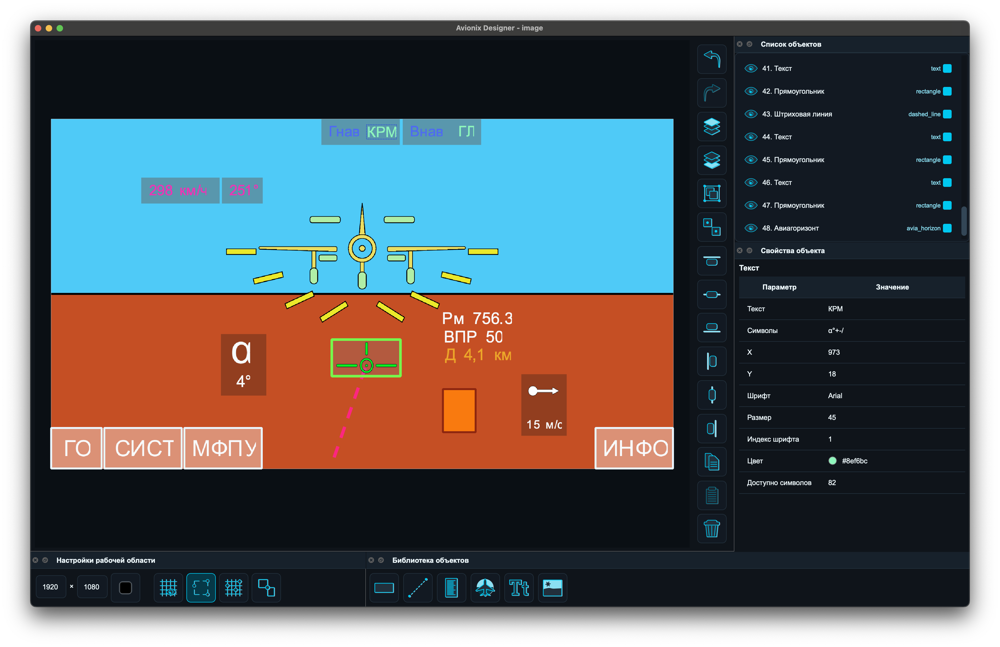 Avionix Designer - image
Гнав КРМ Внав ГЛ
298 км/ч 251°
Рм 756.3
ВПР 50
Д 4,1 км
α
4°
15 м/с
ГО СИСТ МФПУ ИНФО
Список объектов
41. Текст text
42. Прямоугольник rectangle
43. Штриховая линия dashed_line
44. Текст text
45. Прямоугольник rectangle
46. Текст text
47. Прямоугольник rectangle
48. Авиагоризонт avia_horizon
Свойства объекта
Текст
Параметр Значение
Текст КРМ
Символы α°+-/
X 973
Y 18
Шрифт Arial
Размер 45
Индекс шрифта 1
Цвет #8ef6bc
Доступно символов 82
Настройки рабочей области
1920 × 1080
Библиотека объектов
Tt